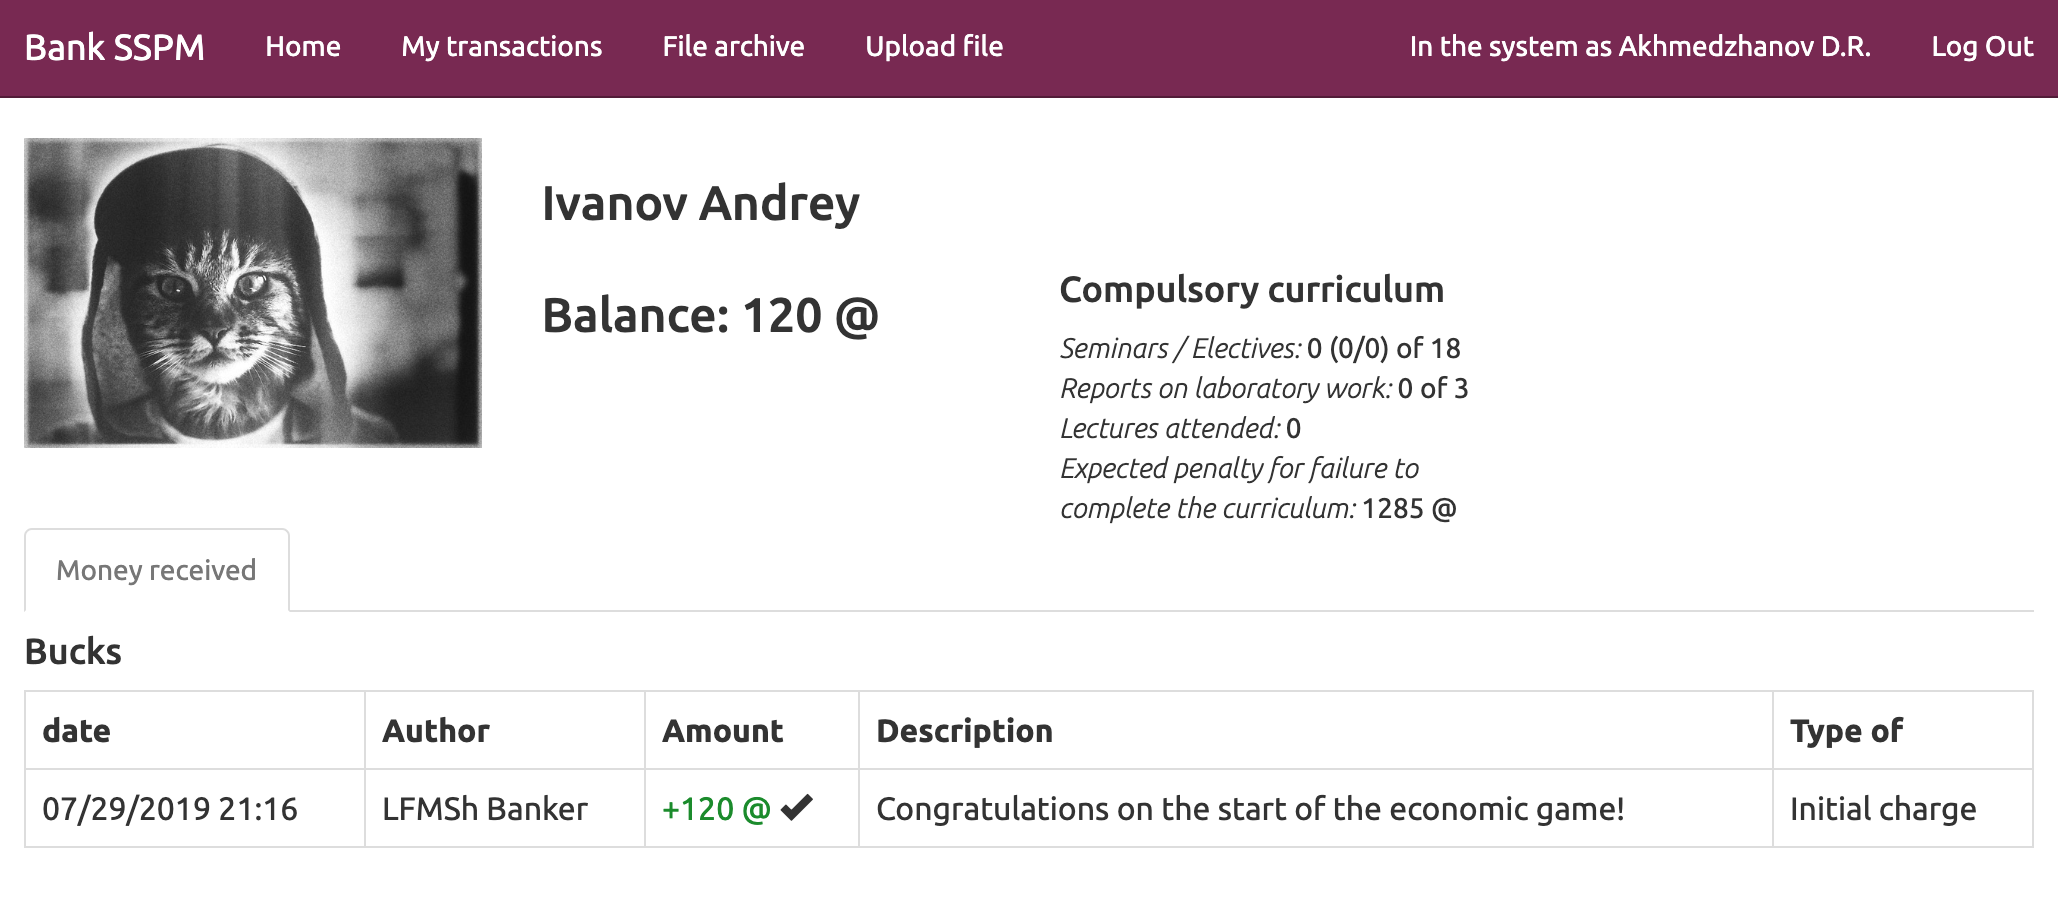 Bank SSPM Home My transactions File archive Upload file In the system as Akhmedzhanov D.R. Log Out
Ivanov Andrey
Balance: 120 @
Compulsory curriculum
Seminars / Electives: 0 (0/0) of 18
Reports on laboratory work: 0 of 3
Lectures attended: 0
Expected penalty for failure to
complete the curriculum: 1285 @
Money received
Bucks
date Author Amount Description Type of
07/29/2019 21:16 LFMSh Banker +120 @ ✔ Congratulations on the start of the economic game! Initial charge